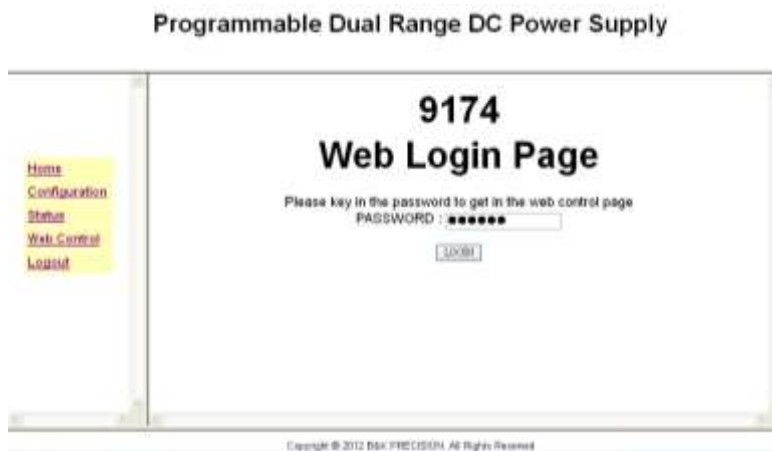 Programmable Dual Range DC Power Supply
9174
Web Login Page
Home
Configuration
Status
Web Control
Logout
Please key in the password to get in the web control page
PASSWORD : ●●●●●●
LOGIN
Copyright © 2012 B&K PRECISION, All Rights Reserved